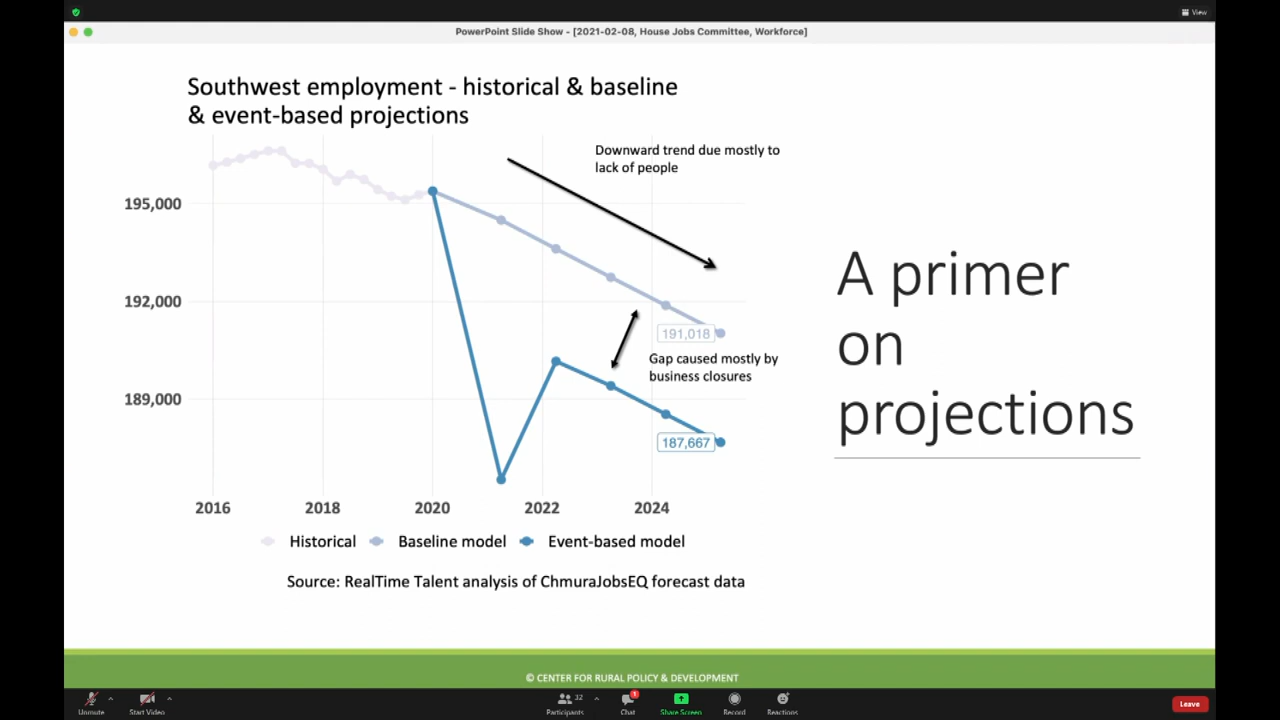 View
PowerPoint Slide Show - [2021-02-08, House Jobs Committee, Workforce]
Southwest employment - historical & baseline
& event-based projections
Downward trend due mostly to
lack of people
195,000
192,000
189,000
191,018
Gap caused mostly by
business closures
187,667
2016
2018
2020
2022
2024
Historical
Baseline model
Event-based model
Source: RealTime Talent analysis of ChmuraJobsEQ forecast data
A primer
on
projections
© CENTER FOR RURAL POLICY & DEVELOPMENT
Unmute
Start Video
32
Participants
1
Chat
Share Screen
Record
Reactions
Leave